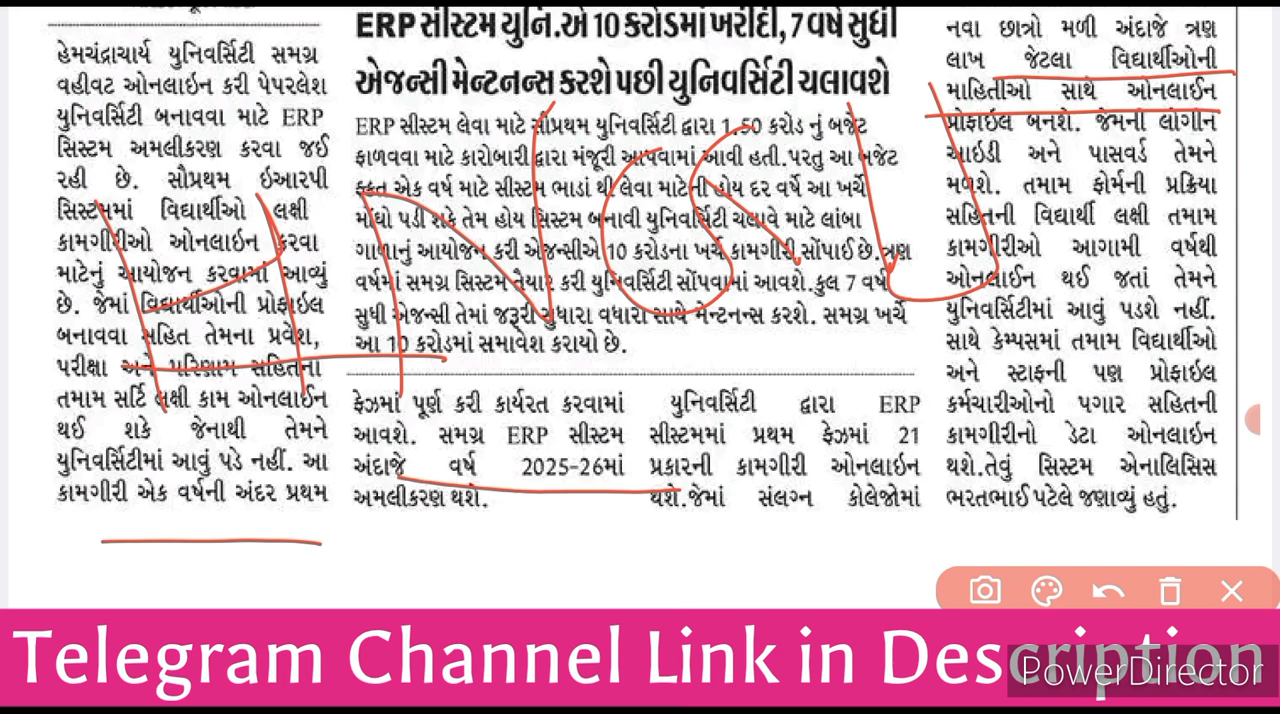 હેમચંદ્રાચાર્ય યુનિવર્સિટી સમગ્ર
વહીવટ ઓનલાઇન કરી પેપરલેશ
યુનિવર્સિટી બનાવવા માટે ERP
સિસ્ટમ અમલીકરણ કરવા જઈ
રહી છે. સૌપ્રથમ ઇઆરપી
સિસ્ટમમાં વિદ્યાર્થીઓ લક્ષી
કામગીરીઓ ઓનલાઇન કરવા
માટેનું આયોજન કરવામાં આવ્યું
છે. જેમાં વિદ્યાર્થીઓની પ્રોફાઇલ
બનાવવા સહિત તેમના પ્રવેશ,
પરીક્ષા અને પરિણામ સહિતના
તમામ સર્ટિ લક્ષી કામ ઓનલાઈન
થઈ શકે જેનાથી તેમને
યુનિવર્સિટીમાં આવું પડે નહીં. આ
કામગીરી એક વર્ષની અંદર પ્રથમ
ERP સીસ્ટમ યુનિ.એ 10 કરોડમાં ખરીદી, 7 વર્ષ સુધી
એજન્સી મેન્ટનન્સ કરશે પછી યુનિવર્સિટી ચલાવશે
ERP સીસ્ટમ લેવા માટે સૌપ્રથમ યુનિવર્સિટી દ્વારા 1.50 કરોડ નું બજેટ
ફાળવવા માટે કારોબારી દ્વારા મંજૂરી આપવામાં આવી હતી.પરતુ આ બજેટ
ફક્ત એક વર્ષ માટે સીસ્ટમ ભાડાં થી લેવા માટેની હોય દર વર્ષે આ ખર્ચ
મોંઘો પડી શકે તેમ હોય સિસ્ટમ બનાવી યુનિવર્સિટી ચલાવે માટે લાંબા
ગાળાનું આયોજન કરી એજન્સીએ 10 કરોડના ખર્ચે કામગીરી સોંપાઈ છે.ત્રણ
વર્ષમાં સમગ્ર સિસ્ટમ તૈયાર કરી યુનિવર્સિટી સોંપવામાં આવશે.કુલ 7 વર્ષ
સુધી એજન્સી તેમાં જરૂરી સુધારા વધારા સાથે મેન્ટનન્સ કરશે. સમગ્ર ખર્ચે
આ 10 કરોડમાં સમાવેશ કરાયો છે.
ફેઝમાં પૂર્ણ કરી કાર્યરત કરવામાં
આવશે. સમગ્ર ERP સીસ્ટમ
અંદાજે વર્ષ 2025-26માં
અમલીકરણ થશે.
યુનિવર્સિટી દ્વારા ERP
સીસ્ટમમાં પ્રથમ ફેઝમાં 21
પ્રકારની કામગીરી ઓનલાઇન
થશે.જેમાં સંલગ્ન કોલેજોમાં
નવા છાત્રો મળી અંદાજે ત્રણ
લાખ જેટલા વિદ્યાર્થીઓની
માહિતીઓ સાથે ઓનલાઈન
પ્રોફાઇલ બનશે. જેમની લોગીન
આઇડી અને પાસવર્ડ તેમને
મળશે. તમામ ફોર્મની પ્રક્રિયા
સહિતની વિદ્યાર્થી લક્ષી તમામ
કામગીરીઓ આગામી વર્ષથી
ઓનલાઈન થઈ જતાં તેમને
યુનિવર્સિટીમાં આવું પડશે નહીં.
સાથે કેમ્પસમાં તમામ વિદ્યાર્થીઓ
અને સ્ટાફની પણ પ્રોફાઇલ
કર્મચારીઓનો પગાર સહિતની
કામગીરીનો ડેટા ઓનલાઇન
થશે.તેવું સિસ્ટમ એનાલિસિસ
ભરતભાઈ પટેલે જણાવ્યું હતું.
Telegram Channel Link in Description
PowerDirector